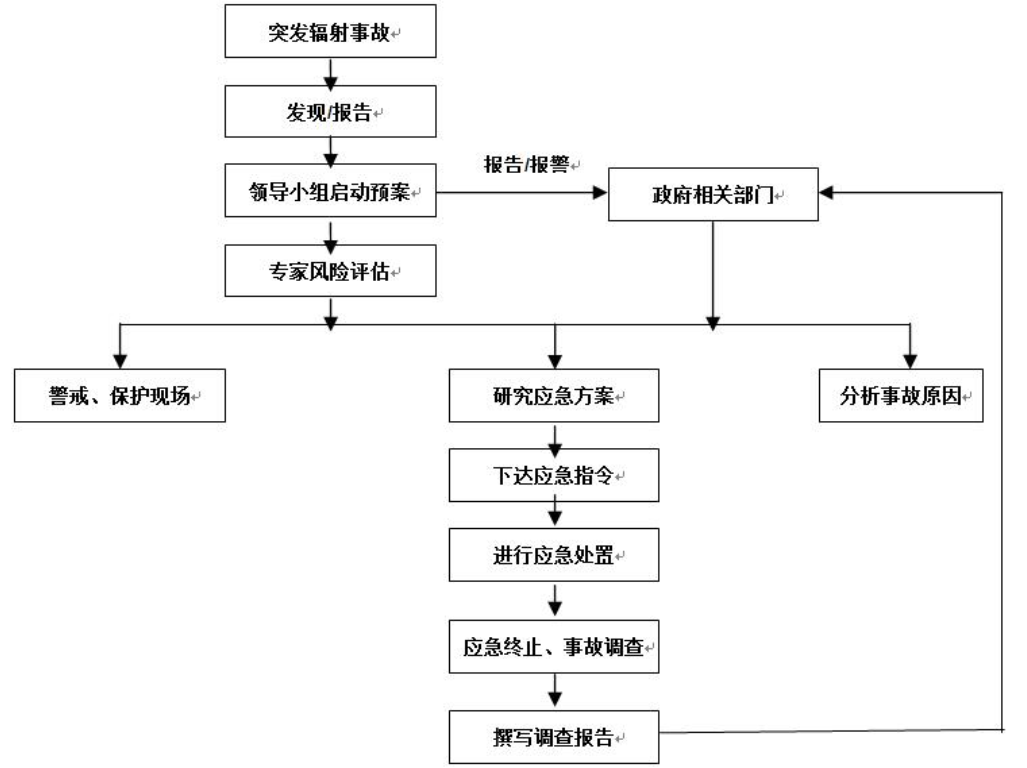 突发辐射事故
发现/报告
报告/报警
领导小组启动预案
政府相关部门
专家风险评估
警戒、保护现场
研究应急方案
分析事故原因
下达应急指令
进行应急处置
应急终止、事故调查
撰写调查报告